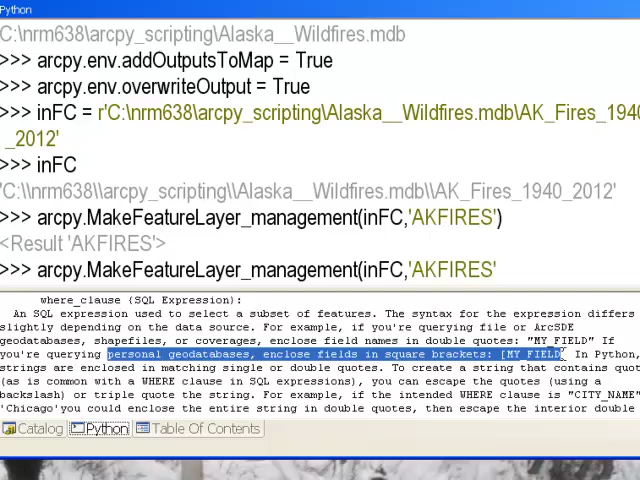 Python
C:\nrm638\arcpy_scripting\Alaska__Wildfires.mdb
>>> arcpy.env.addOutputsToMap = True
>>> arcpy.env.overwriteOutput = True
>>> inFC = r'C:\nrm638\arcpy_scripting\Alaska__Wildfires.mdb\AK_Fires_1940
_2012'
>>> inFC
'C:\\nrm638\\arcpy_scripting\\Alaska__Wildfires.mdb\\AK_Fires_1940_2012'
>>> arcpy.MakeFeatureLayer_management(inFC,'AKFIRES')
<Result 'AKFIRES'>
>>> arcpy.MakeFeatureLayer_management(inFC,'AKFIRES'
where_clause {SQL Expression}:
An SQL expression used to select a subset of features. The syntax for the expression differs
slightly depending on the data source. For example, if you're querying file or ArcSDE
geodatabases, shapefiles, or coverages, enclose field names in double quotes: "MY_FIELD" If
you're querying personal geodatabases, enclose fields in square brackets: [MY_FIELD In Python,
strings are enclosed in matching single or double quotes. To create a string that contains quot
(as is common with a WHERE clause in SQL expressions), you can escape the quotes (using a
backslash) or triple quote the string. For example, if the intended WHERE clause is "CITY_NAME"
'Chicago'you could enclose the entire string in double quotes, then escape the interior double
Catalog Python Table Of Contents